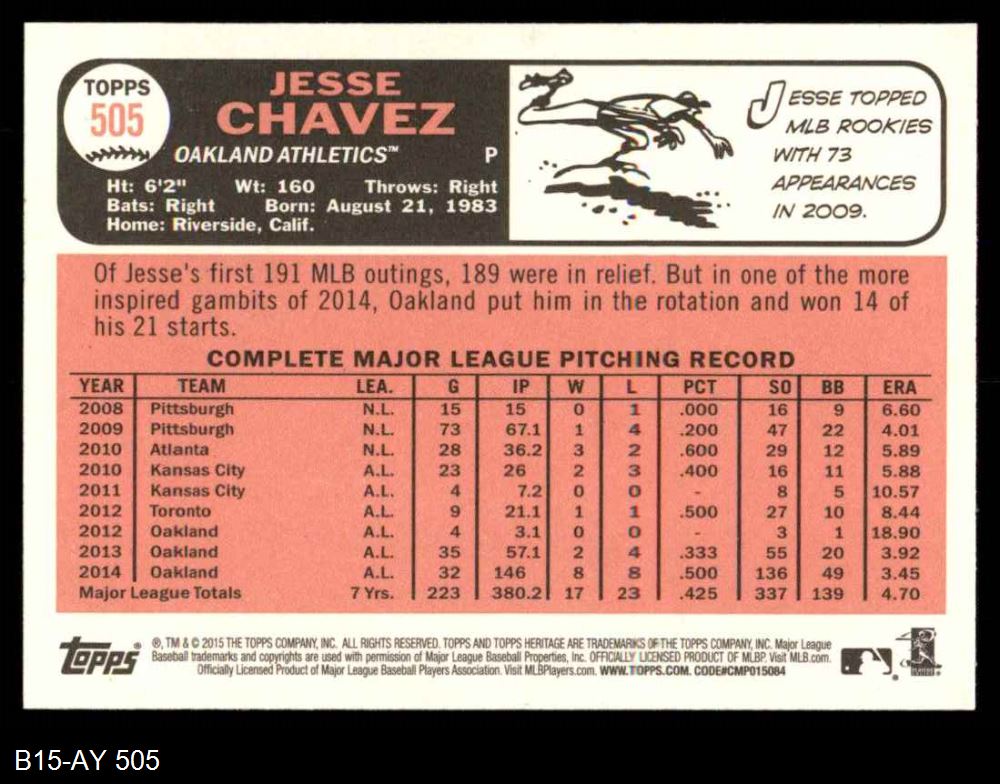 TOPPS
505
JESSE
CHAVEZ
OAKLAND ATHLETICS™ P
Ht: 6'2" Wt: 160 Throws: Right
Bats: Right Born: August 21, 1983
Home: Riverside, Calif.
JESSE TOPPED
MLB ROOKIES
WITH 73
APPEARANCES
IN 2009.
Of Jesse's first 191 MLB outings, 189 were in relief. But in one of the more
inspired gambits of 2014, Oakland put him in the rotation and won 14 of
his 21 starts.
COMPLETE MAJOR LEAGUE PITCHING RECORD
YEAR TEAM LEA. G IP W L PCT SO BB ERA
2008 Pittsburgh N.L. 15 15 0 1 .000 16 9 6.60
2009 Pittsburgh N.L. 73 67.1 1 4 .200 47 22 4.01
2010 Atlanta N.L. 28 36.2 3 2 .600 29 12 5.89
2010 Kansas City A.L. 23 26 2 3 .400 16 11 5.88
2011 Kansas City A.L. 4 7.2 0 0 - 8 5 10.57
2012 Toronto A.L. 9 21.1 1 1 .500 27 10 8.44
2012 Oakland A.L. 4 3.1 0 0 - 3 1 18.90
2013 Oakland A.L. 35 57.1 2 4 .333 55 20 3.92
2014 Oakland A.L. 32 146 8 8 .500 136 49 3.45
Major League Totals 7 Yrs. 223 380.2 17 23 .425 337 139 4.70
Topps®
®, TM & © 2015 THE TOPPS COMPANY, INC. ALL RIGHTS RESERVED. TOPPS AND TOPPS HERITAGE ARE TRADEMARKS OF THE TOPPS COMPANY, INC. Major League
Baseball trademarks and copyrights are used with permission of Major League Baseball Properties, Inc. OFFICIALLY LICENSED PRODUCT OF MLBP. Visit MLB.com.
Officially Licensed Product of Major League Baseball Players Association. Visit MLBPlayers.com. WWW.TOPPS.COM. CODE#CMP015084
B15-AY 505